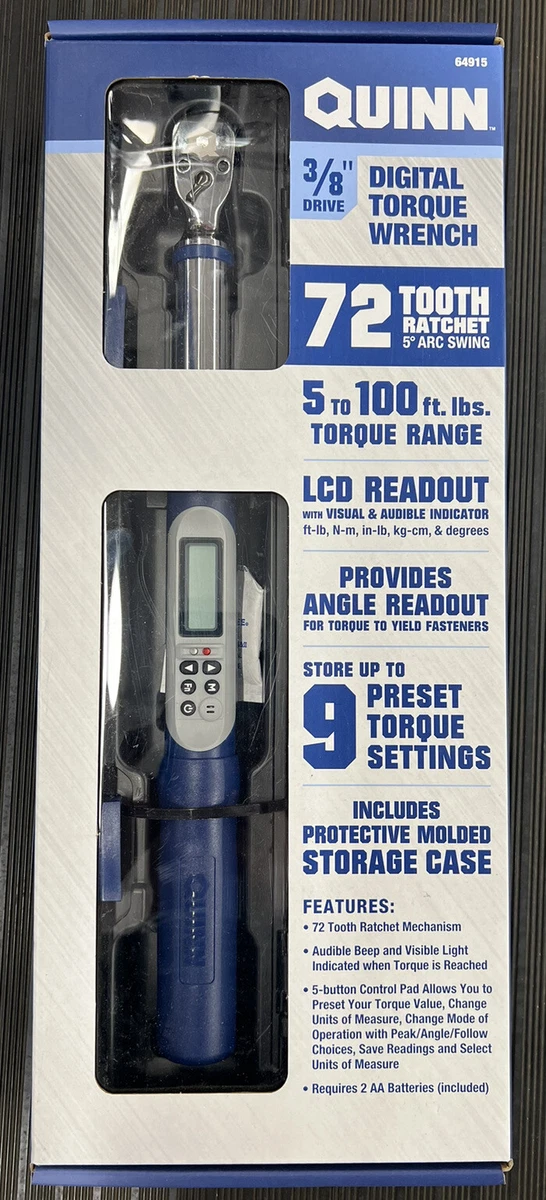 64915
QUINN™
3/8"
DRIVE
DIGITAL
TORQUE
WRENCH
72
TOOTH
RATCHET
5° ARC SWING
5 TO 100 ft. lbs.
TORQUE RANGE
LCD READOUT
WITH VISUAL & AUDIBLE INDICATOR
ft-lb, N-m, in-lb, kg-cm, & degrees
PROVIDES
ANGLE READOUT
FOR TORQUE TO YIELD FASTENERS
STORE UP TO
9
PRESET
TORQUE
SETTINGS
INCLUDES
PROTECTIVE MOLDED
STORAGE CASE
FEATURES:
• 72 Tooth Ratchet Mechanism
• Audible Beep and Visible Light
Indicated when Torque is Reached
• 5-button Control Pad Allows You to
Preset Your Torque Value, Change
Units of Measure, Change Mode of
Operation with Peak/Angle/Follow
Choices, Save Readings and Select
Units of Measure
• Requires 2 AA Batteries (included)
M
QUINN